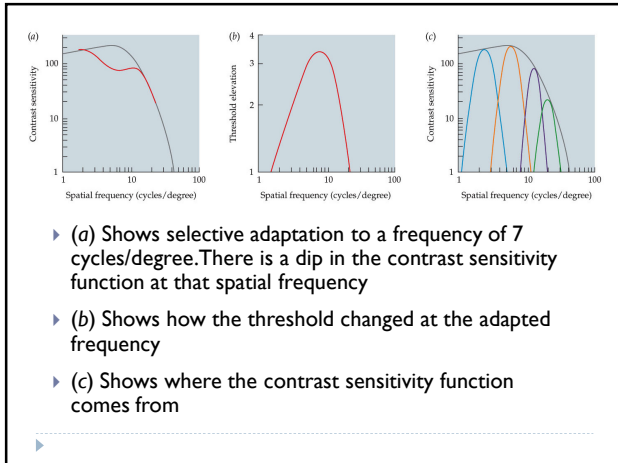 (a)
Contrast sensitivity
100
10
1
1
10
100
Spatial frequency (cycles/degree)
(b)
Threshold elevation
4
3
2
1
1
10
100
Spatial frequency (cycles/degree)
(c)
Contrast sensitivity
100
10
1
1
10
100
Spatial frequency (cycles/degree)
(a) Shows selective adaptation to a frequency of 7
cycles/degree.There is a dip in the contrast sensitivity
function at that spatial frequency
(b) Shows how the threshold changed at the adapted
frequency
(c) Shows where the contrast sensitivity function
comes from